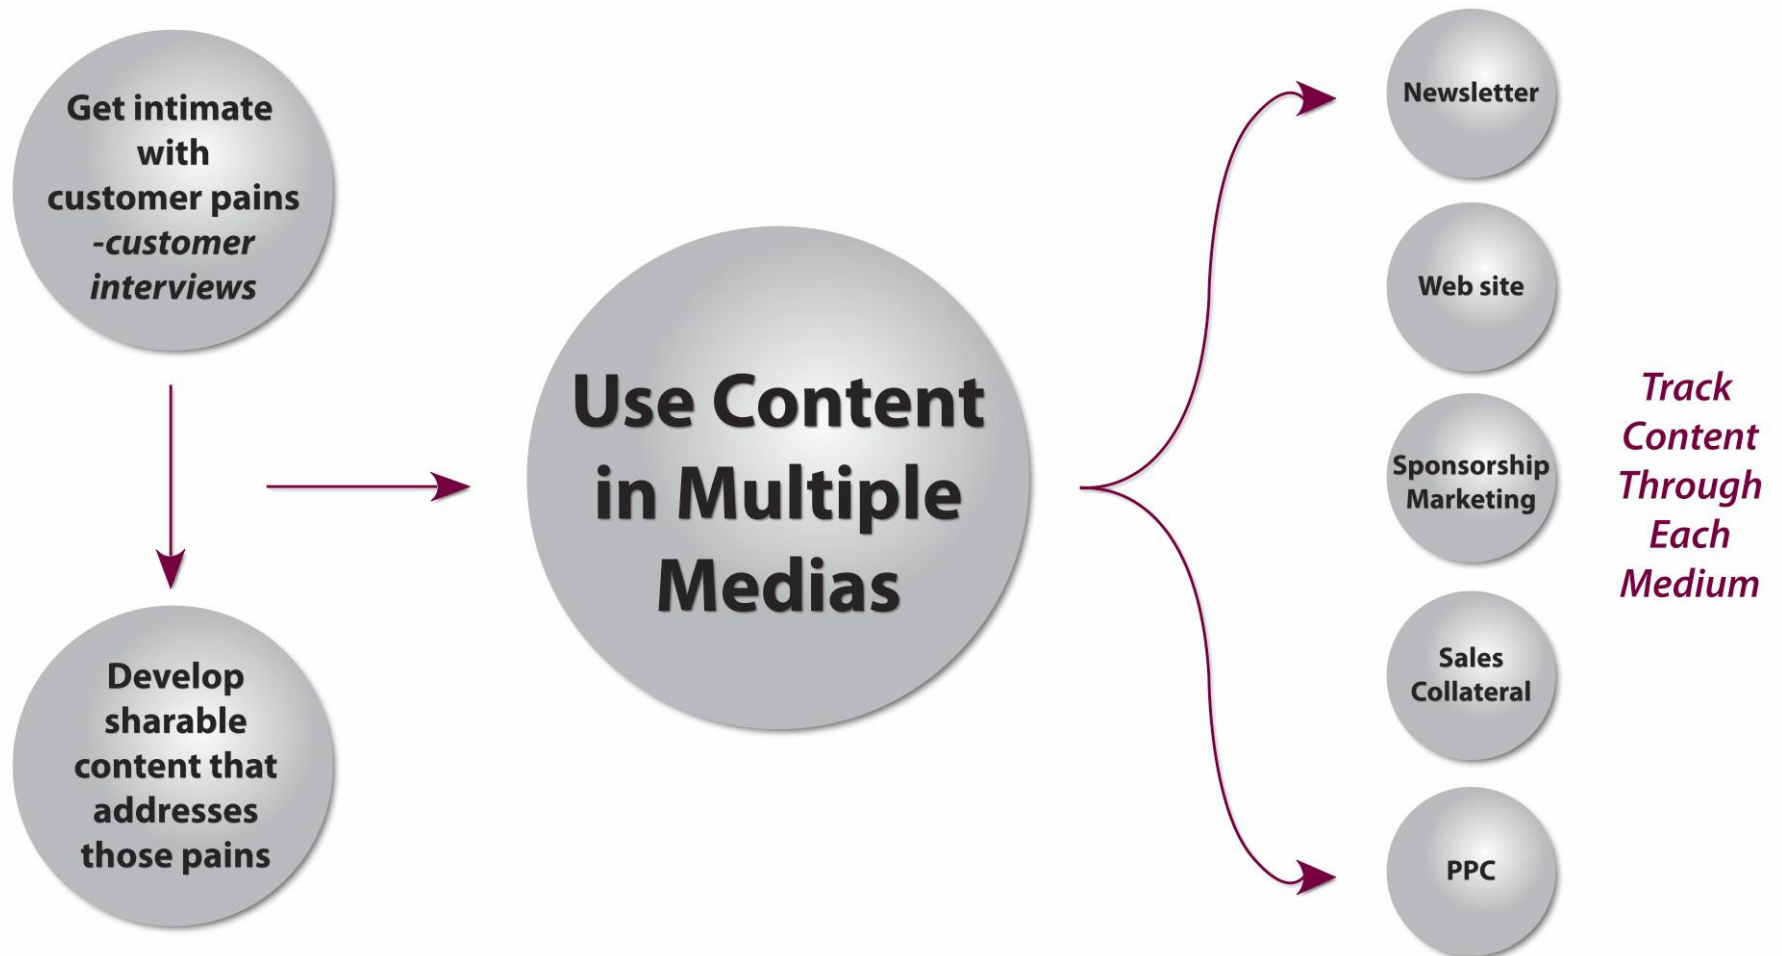 Get intimate
with
customer pains
-customer
interviews
Develop
sharable
content that
addresses
those pains
Use Content
in Multiple
Medias
Newsletter
Web site
Sponsorship
Marketing
Sales
Collateral
PPC
Track
Content
Through
Each
Medium